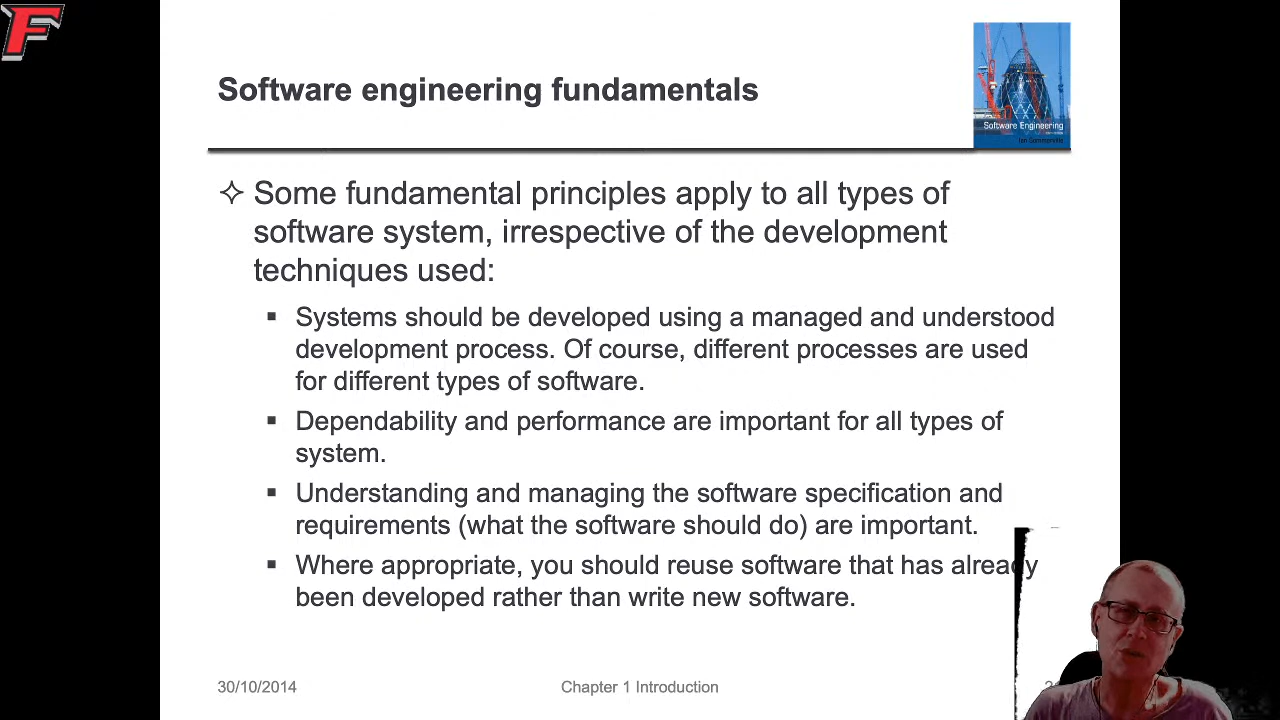 F
Software engineering fundamentals
Software Engineering
Ian Sommerville
Some fundamental principles apply to all types of
software system, irrespective of the development
techniques used:
Systems should be developed using a managed and understood
development process. Of course, different processes are used
for different types of software.
Dependability and performance are important for all types of
system.
Understanding and managing the software specification and
requirements (what the software should do) are important.
Where appropriate, you should reuse software that has already
been developed rather than write new software.
30/10/2014
Chapter 1 Introduction